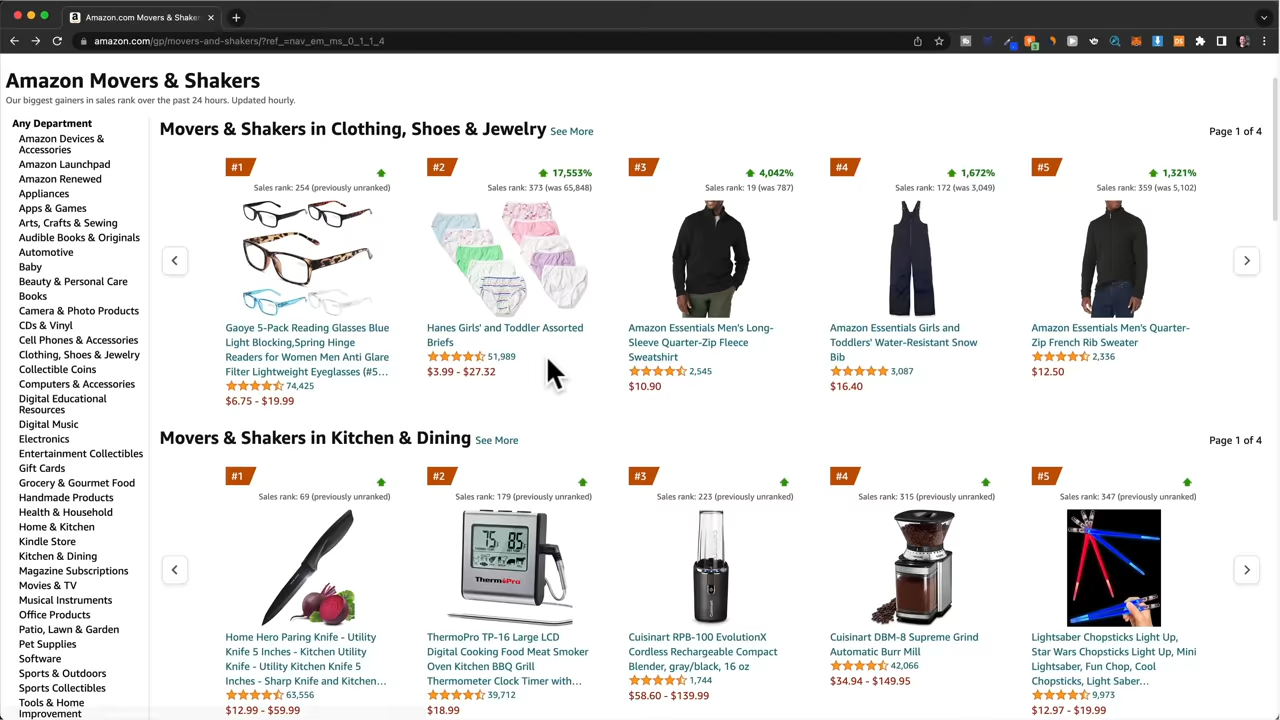 Amazon.com Movers & Shake
amazon.com/gp/movers-and-shakers/?ref_=nav_em_ms_0_1_1_4
Amazon Movers & Shakers
Our biggest gainers in sales rank over the past 24 hours. Updated hourly.
Any Department
Amazon Devices &
Accessories
Amazon Launchpad
Amazon Renewed
Appliances
Apps & Games
Arts, Crafts & Sewing
Audible Books & Originals
Automotive
Baby
Beauty & Personal Care
Books
Camera & Photo Products
CDs & Vinyl
Cell Phones & Accessories
Clothing, Shoes & Jewelry
Collectible Coins
Computers & Accessories
Digital Educational
Resources
Digital Music
Electronics
Entertainment Collectibles
Gift Cards
Grocery & Gourmet Food
Handmade Products
Health & Household
Home & Kitchen
Kindle Store
Kitchen & Dining
Magazine Subscriptions
Movies & TV
Musical Instruments
Office Products
Patio, Lawn & Garden
Pet Supplies
Software
Sports & Outdoors
Sports Collectibles
Tools & Home
Improvement
Movers & Shakers in Clothing, Shoes & Jewelry See More
Page 1 of 4
#1
Sales rank: 254 (previously unranked)
Gaoye 5-Pack Reading Glasses Blue
Light Blocking,Spring Hinge
Readers for Women Men Anti Glare
Filter Lightweight Eyeglasses (#5...
74,425
$6.75 - $19.99
#2
17,553%
Sales rank: 373 (was 65,848)
Hanes Girls' and Toddler Assorted
Briefs
51,989
$3.99 - $27.32
#3
4,042%
Sales rank: 19 (was 787)
Amazon Essentials Men's Long-
Sleeve Quarter-Zip Fleece
Sweatshirt
2,545
$10.90
#4
1,672%
Sales rank: 172 (was 3,049)
Amazon Essentials Girls and
Toddlers' Water-Resistant Snow
Bib
3,087
$16.40
#5
1,321%
Sales rank: 359 (was 5,102)
Amazon Essentials Men's Quarter-
Zip French Rib Sweater
2,336
$12.50
Movers & Shakers in Kitchen & Dining See More
Page 1 of 4
#1
Sales rank: 69 (previously unranked)
Home Hero Paring Knife - Utility
Knife 5 Inches - Kitchen Utility
Knife - Utility Kitchen Knife 5
Inches - Sharp Knife and Kitchen...
63,556
$12.99 - $59.99
#2
Sales rank: 179 (previously unranked)
75 85
ThermoPro
ThermoPro TP-16 Large LCD
Digital Cooking Food Meat Smoker
Oven Kitchen BBQ Grill
Thermometer Clock Timer with...
39,712
$18.99
#3
Sales rank: 223 (previously unranked)
Cuisinart RPB-100 EvolutionX
Cordless Rechargeable Compact
Blender, gray/black, 16 oz
1,744
$58.60 - $139.99
#4
Sales rank: 315 (previously unranked)
Cuisinart DBM-8 Supreme Grind
Automatic Burr Mill
42,066
$34.94 - $149.95
#5
Sales rank: 347 (previously unranked)
Lightsaber Chopsticks Light Up,
Star Wars Chopsticks Light Up, Mini
Lightsaber, Fun Chop, Cool
Chopsticks, Light Saber...
9,973
$12.97 - $19.99